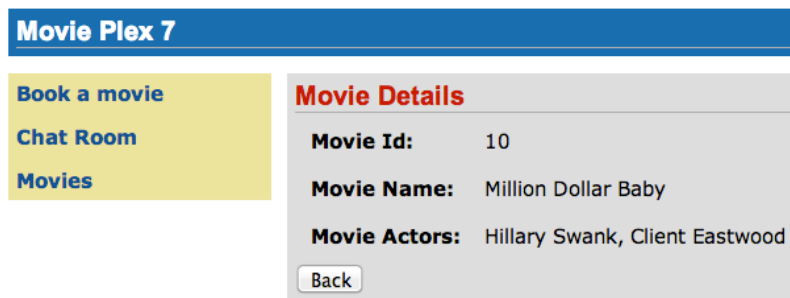 Movie Plex 7
Book a movie
Chat Room
Movies
Movie Details
Movie Id: 10
Movie Name: Million Dollar Baby
Movie Actors: Hillary Swank, Client Eastwood
Back